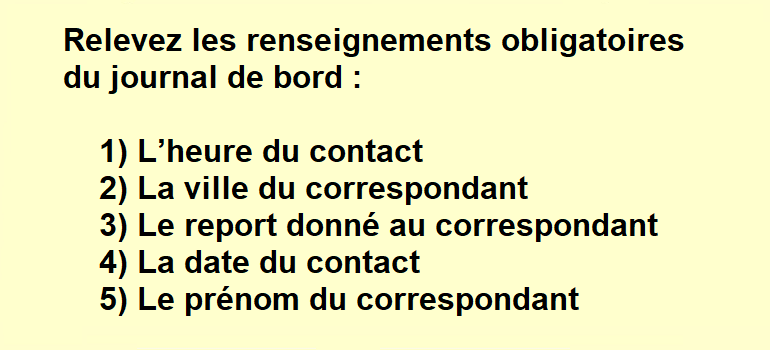 Relevez les renseignements obligatoires
du journal de bord :
1) L’heure du contact
2) La ville du correspondant
3) Le report donné au correspondant
4) La date du contact
5) Le prénom du correspondant